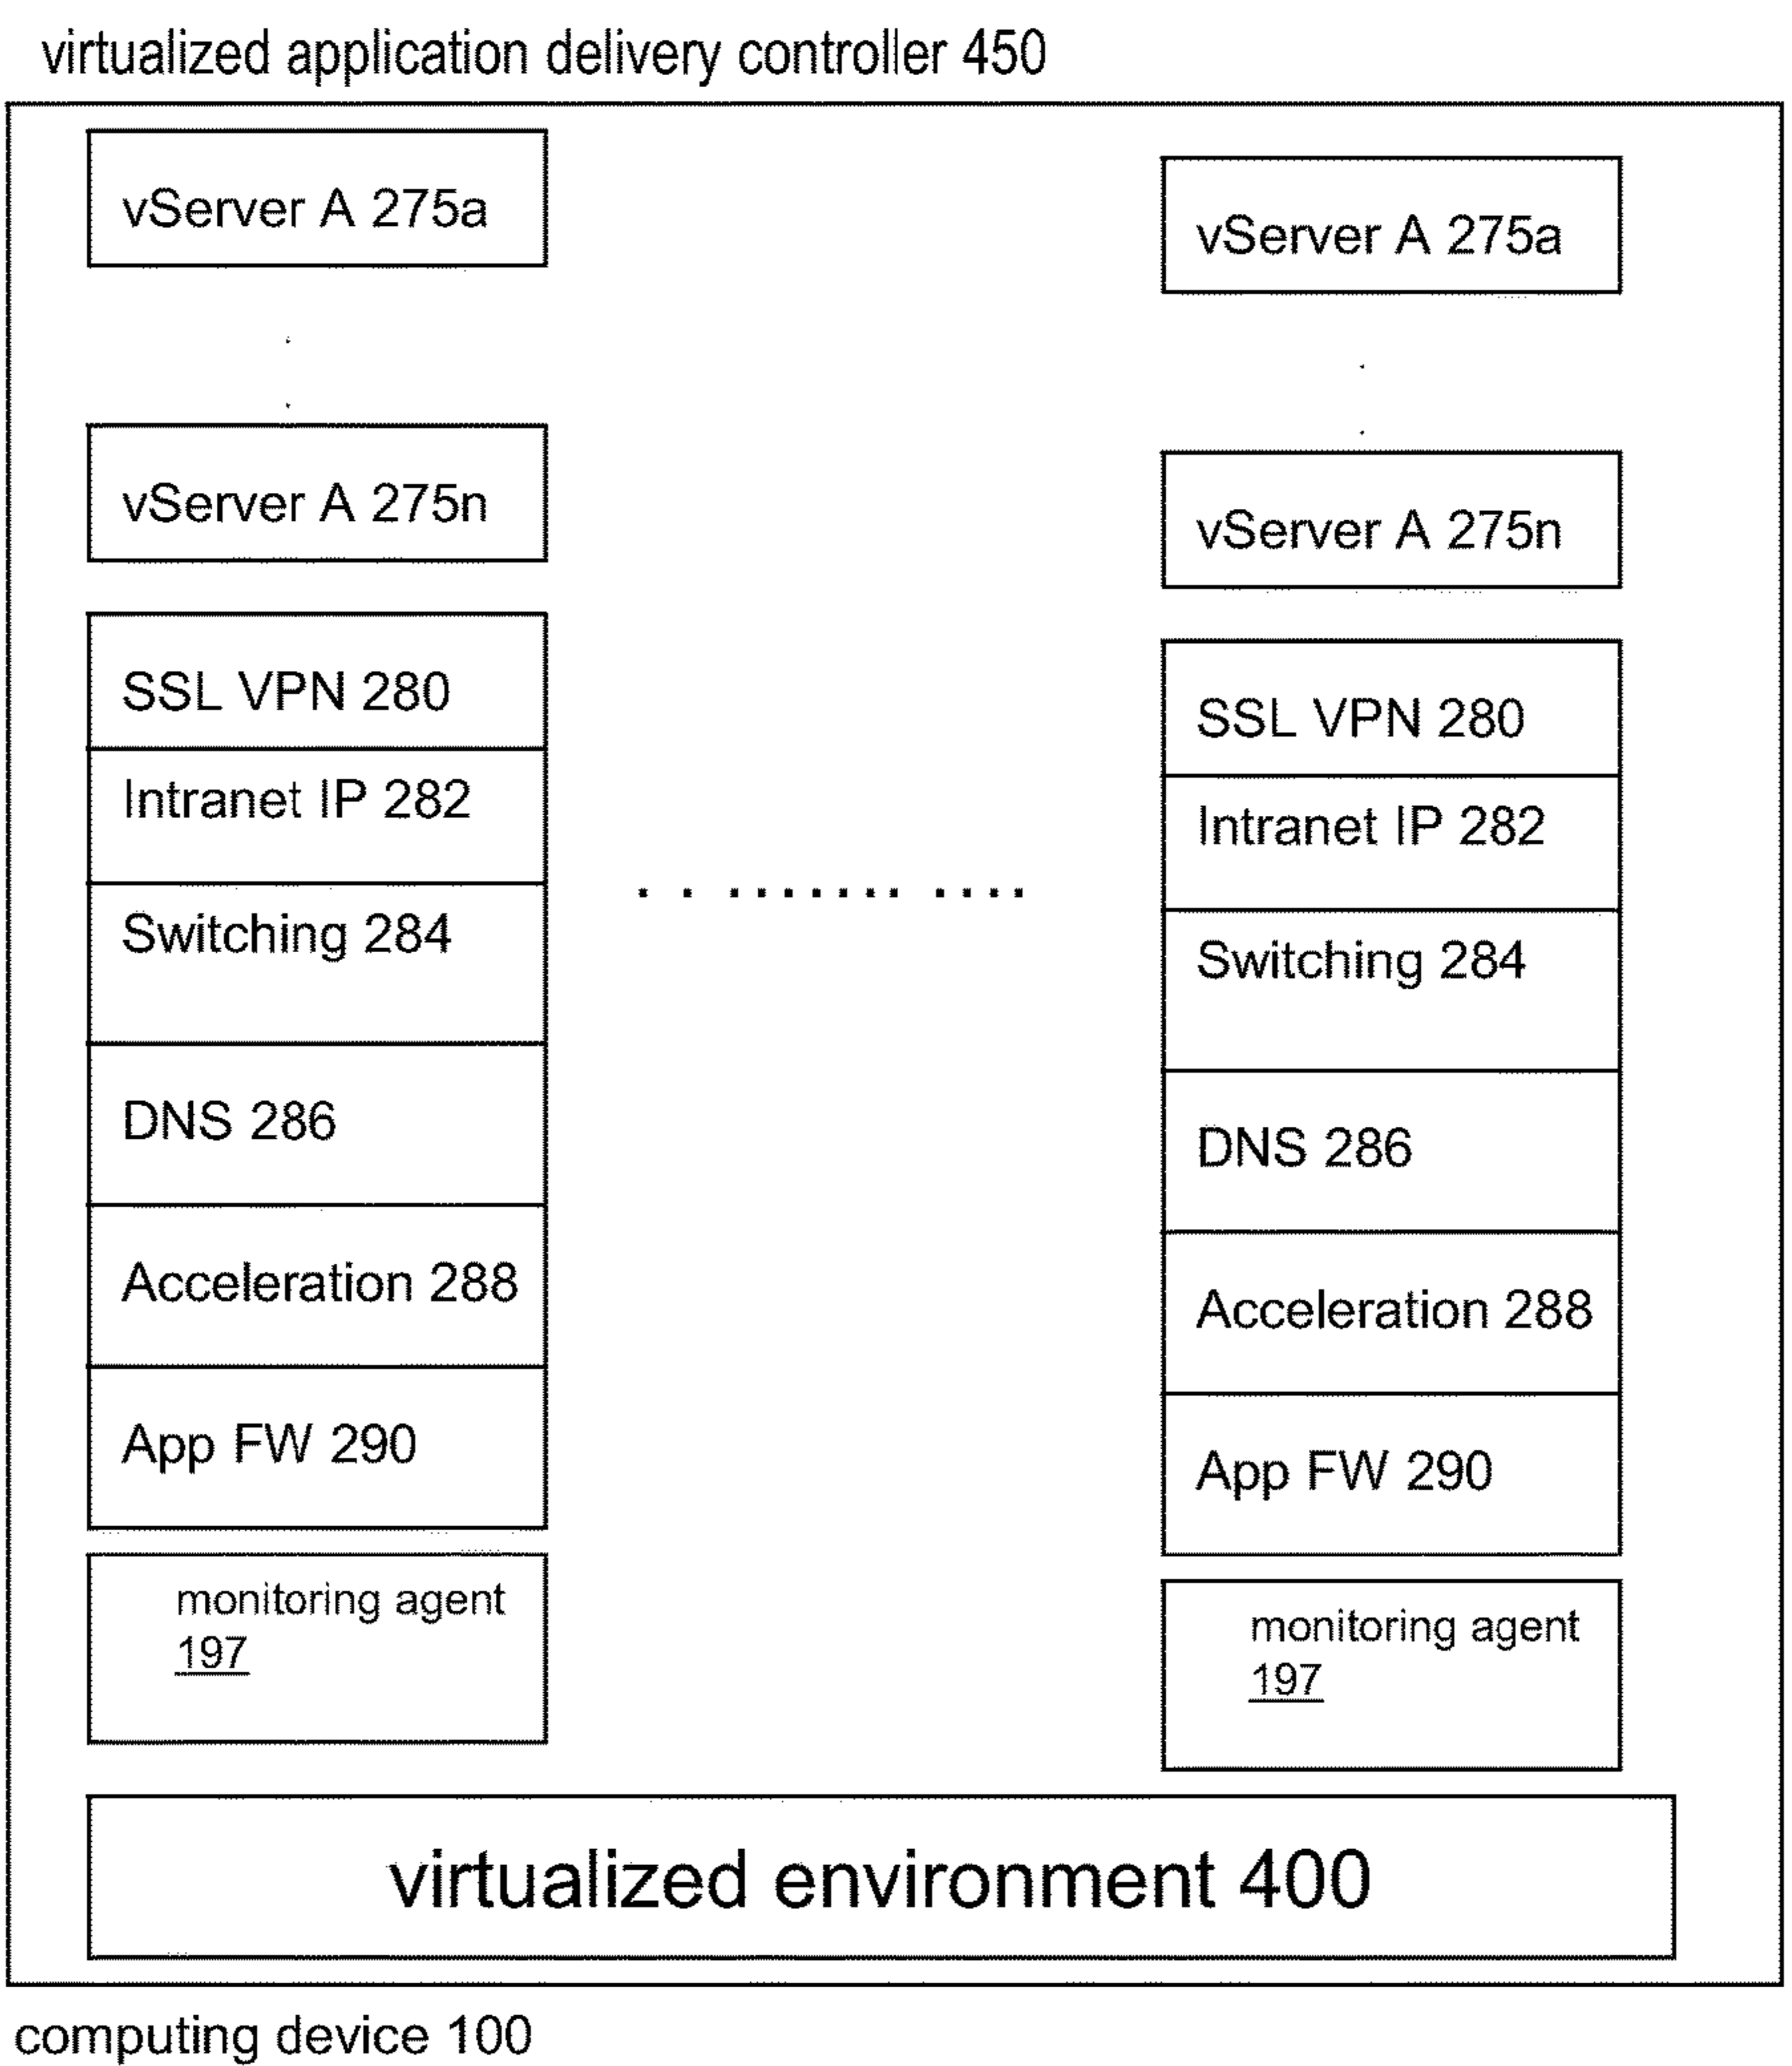 virtualized application delivery controller 450
vServer A 275a
vServer A 275n
SSL VPN 280
Intranet IP 282
Switching 284
DNS 286
Acceleration 288
App FW 290
monitoring agent
197
vServer A 275a
vServer A 275n
SSL VPN 280
Intranet IP 282
Switching 284
DNS 286
Acceleration 288
App FW 290
monitoring agent
197
virtualized environment 400
computing device 100